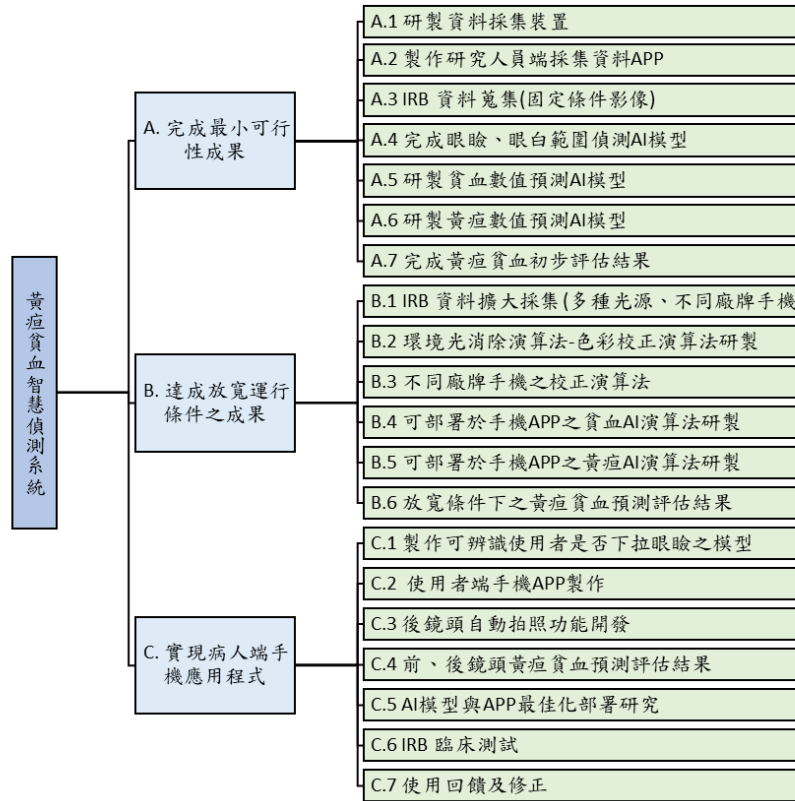 黃疸貧血智慧偵測系統
A. 完成最小可行
性成果
A.1 研製資料採集裝置
A.2 製作研究人員端採集資料APP
A.3 IRB 資料蒐集(固定條件影像)
A.4 完成眼瞼、眼白範圍偵測AI模型
A.5 研製貧血數值預測AI模型
A.6 研製黃疸數值預測AI模型
A.7 完成黃疸貧血初步評估結果
B. 達成放寬運行
條件之成果
B.1 IRB 資料擴大採集(多種光源、不同廠牌手機
B.2 環境光消除演算法-色彩校正演算法研製
B.3 不同廠牌手機之校正演算法
B.4 可部署於手機APP之貧血AI演算法研製
B.5 可部署於手機APP之黃疸AI演算法研製
B.6 放寬條件下之黃疸貧血預測評估結果
C. 實現病人端手
機應用程式
C.1 製作可辨識使用者是否下拉眼瞼之模型
C.2 使用者端手機APP製作
C.3 後鏡頭自動拍照功能開發
C.4 前、後鏡頭黃疸貧血預測評估結果
C.5 AI模型與APP最佳化部署研究
C.6 IRB 臨床測試
C.7 使用回饋及修正